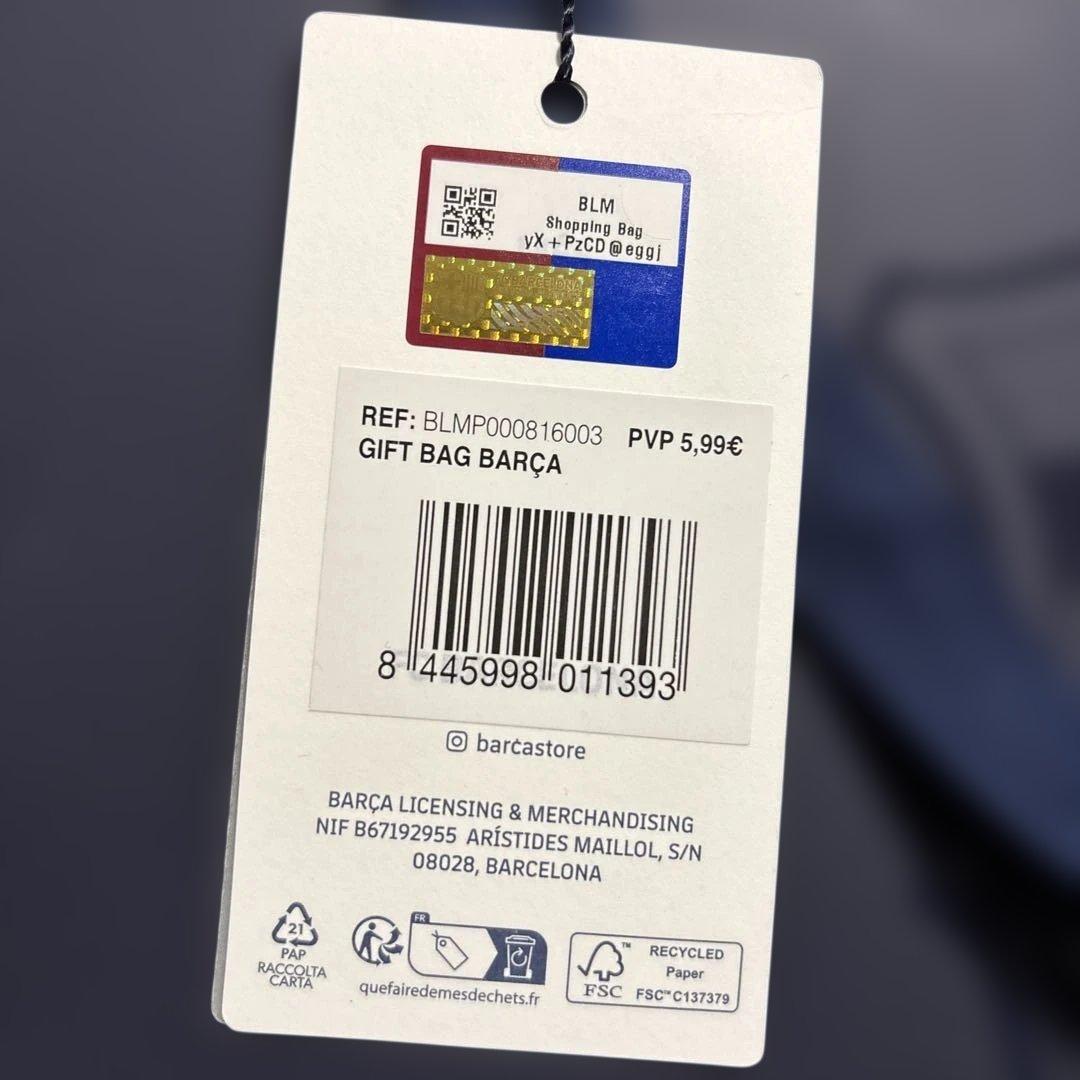 BLM
Shopping Bag
yX+PzCD@eggj
BARCELONA
REF: BLMP000816003 PVP 5,99€
GIFT BAG BARÇA
8 445998 011393
barcastore
BARÇA LICENSING & MERCHANDISING
NIF B67192955 ARÍSTIDES MAILLOL, S/N
08028, BARCELONA
21
PAP
RACCOLTA
CARTA
FR
quefairedemesdechets.fr
FSC™
RECYCLED
Paper
FSC™ C137379